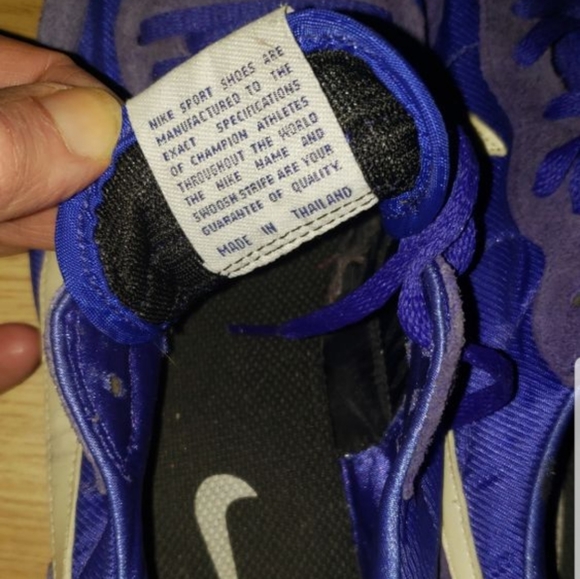 NIKE SPORT SHOES ARE
MANUFACTURED TO THE
EXACT SPECIFICATIONS
OF CHAMPION ATHLETES
THROUGHOUT THE WORLD
THE NIKE NAME AND
SWOOSH STRIPE ARE YOUR
GUARANTEE OF QUALITY.
MADE IN THAILAND